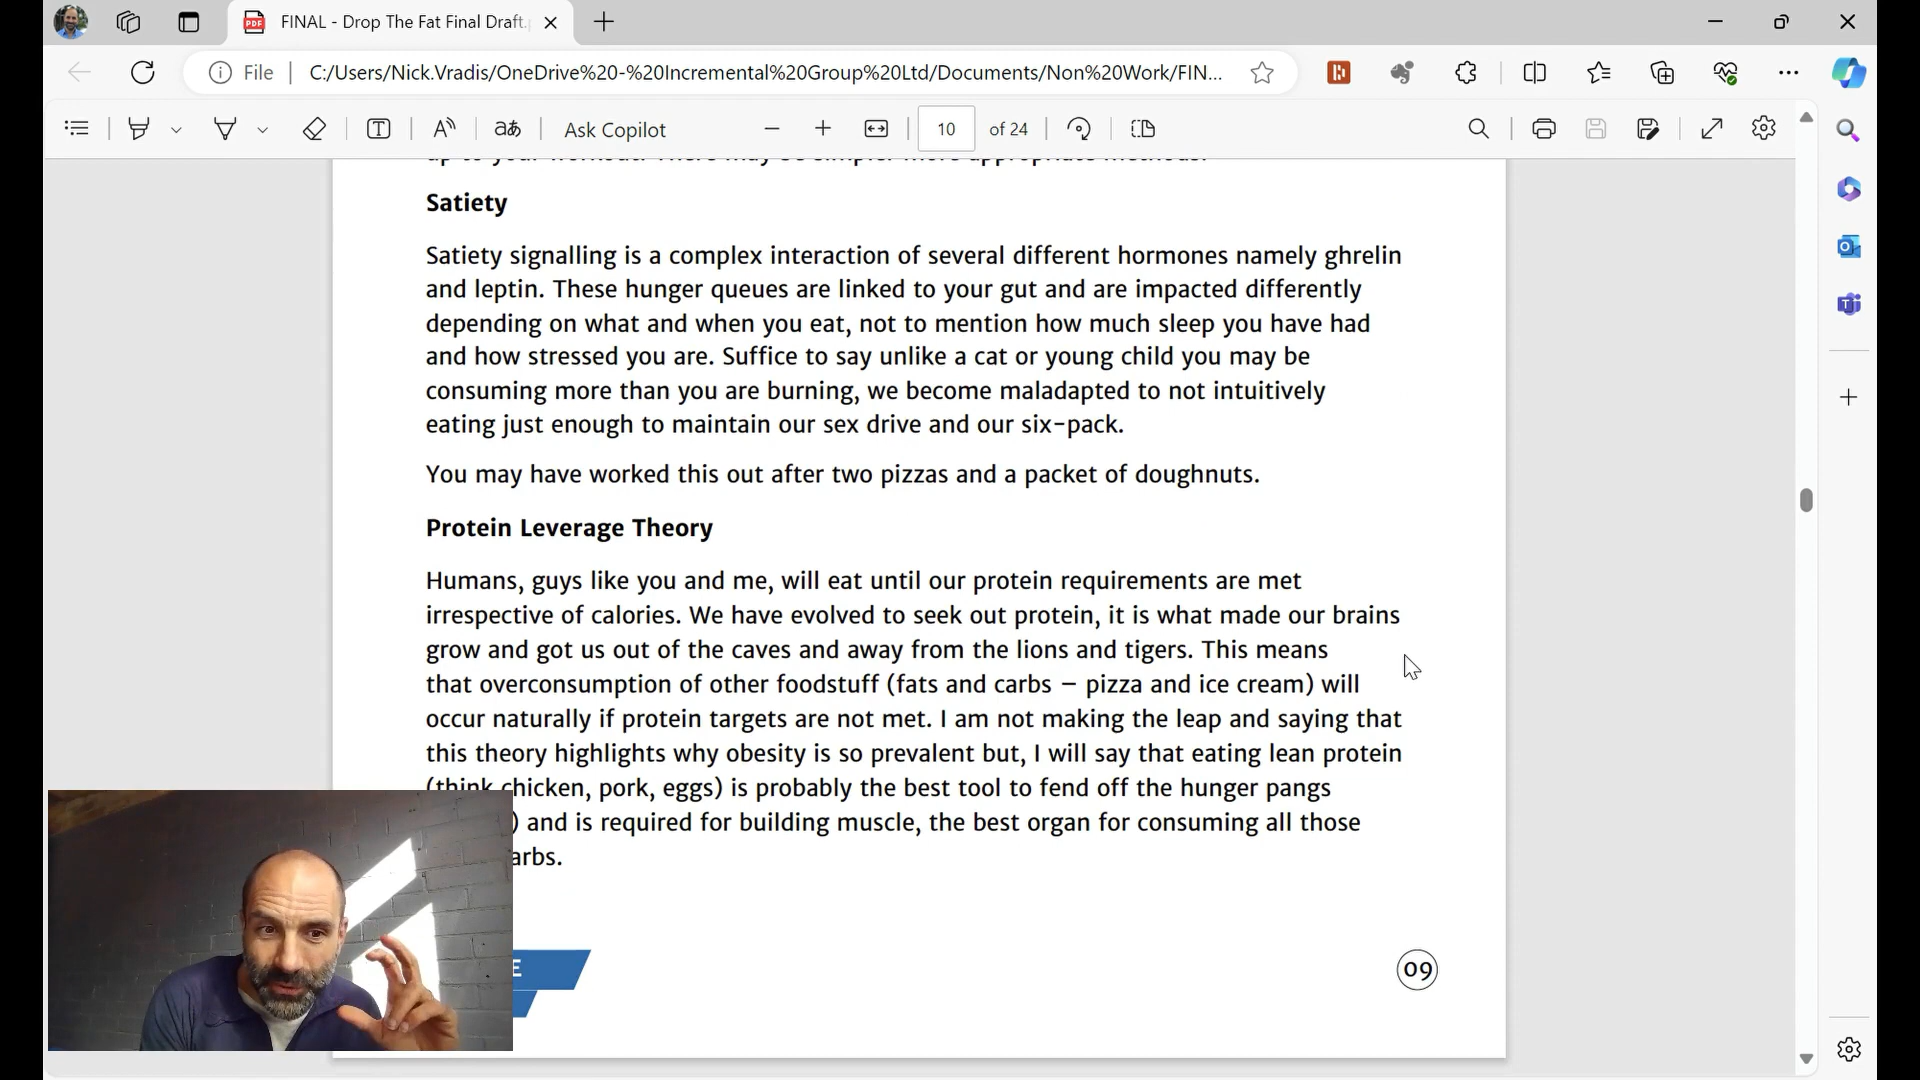 FINAL - Drop The Fat Final Draft.
File
C:/Users/Nick.Vradis/OneDrive%20-%20Incremental%20Group%20Ltd/Documents/Non%20Work/FIN...
Ask Copilot
10 of 24
up to your workout. There may be simpler more appropriate methods.
Satiety
Satiety signalling is a complex interaction of several different hormones namely ghrelin
and leptin. These hunger queues are linked to your gut and are impacted differently
depending on what and when you eat, not to mention how much sleep you have had
and how stressed you are. Suffice to say unlike a cat or young child you may be
consuming more than you are burning, we become maladapted to not intuitively
eating just enough to maintain our sex drive and our six-pack.
You may have worked this out after two pizzas and a packet of doughnuts.
Protein Leverage Theory
Humans, guys like you and me, will eat until our protein requirements are met
irrespective of calories. We have evolved to seek out protein, it is what made our brains
grow and got us out of the caves and away from the lions and tigers. This means
that overconsumption of other foodstuff (fats and carbs – pizza and ice cream) will
occur naturally if protein targets are not met. I am not making the leap and saying that
this theory highlights why obesity is so prevalent but, I will say that eating lean protein
(think chicken, pork, eggs) is probably the best tool to fend off the hunger pangs
) and is required for building muscle, the best organ for consuming all those
arbs.
E
09